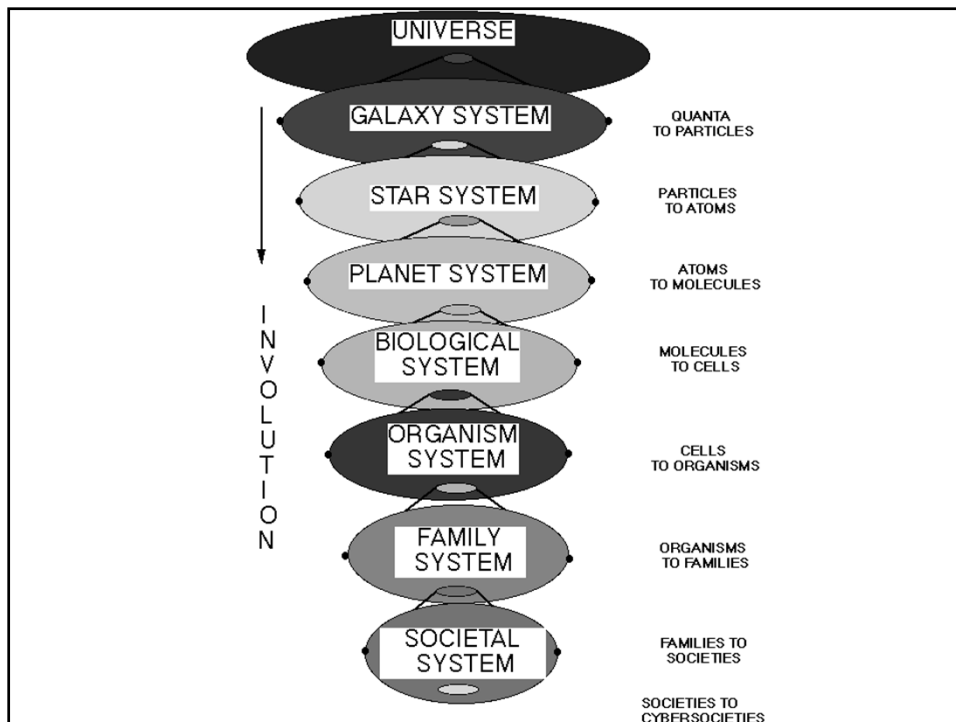 UNIVERSE
GALAXY SYSTEM
QUANTA
TO PARTICLES
STAR SYSTEM
PARTICLES
TO ATOMS
PLANET SYSTEM
ATOMS
TO MOLECULES
INVOLUTION
BIOLOGICAL
SYSTEM
MOLECULES
TO CELLS
ORGANISM
SYSTEM
CELLS
TO ORGANISMS
FAMILY
SYSTEM
ORGANISMS
TO FAMILIES
SOCIETAL
SYSTEM
FAMILIES TO
SOCIETIES
SOCIETIES TO
CYBERSOCIETIES